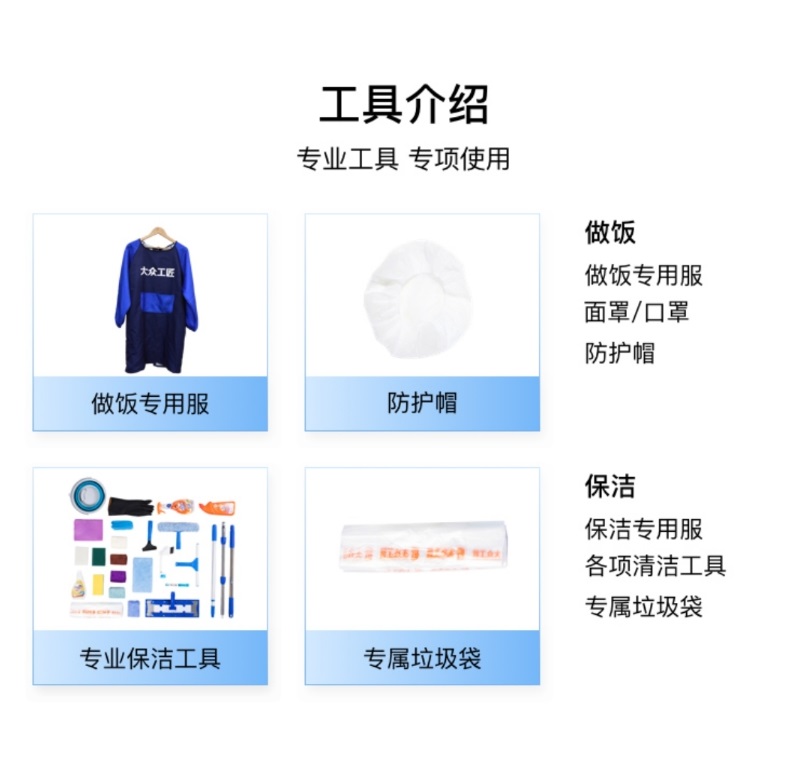 工具介绍
专业工具 专项使用
大众工匠
做饭专用服
防护帽
做饭
做饭专用服
面罩/口罩
防护帽
专业保洁工具
专属垃圾袋
保洁
保洁专用服
各项清洁工具
专属垃圾袋